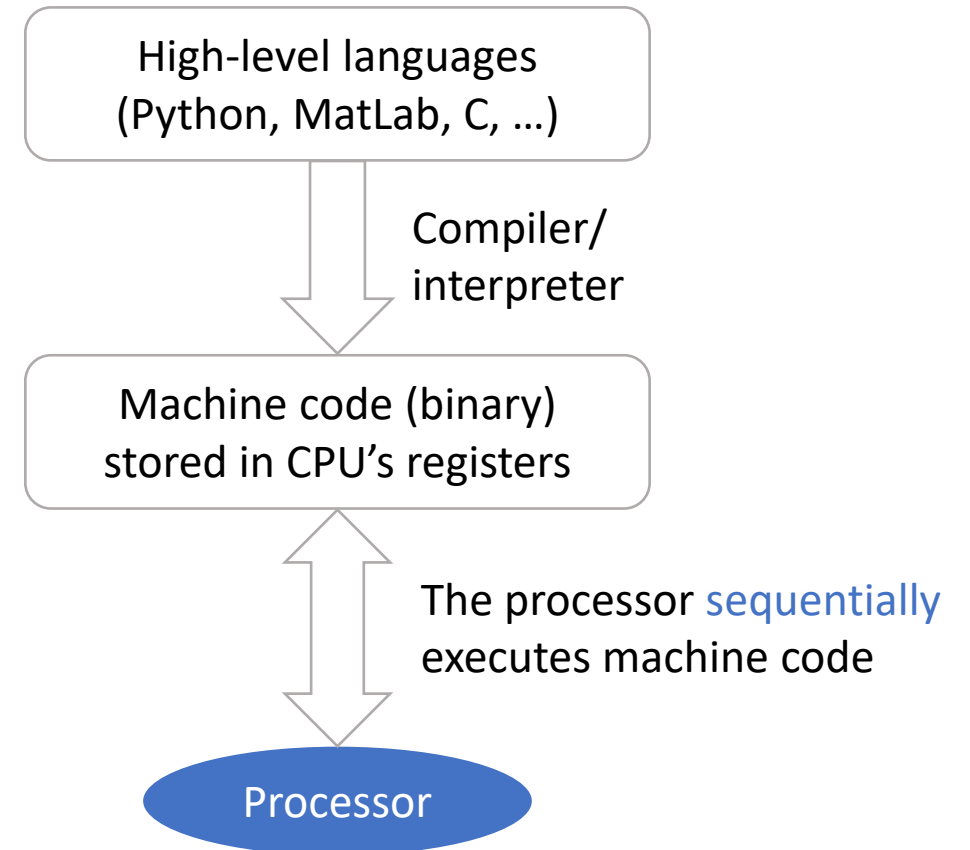 High-level languages
(Python, MatLab, C, …)
Compiler/
interpreter
Machine code (binary)
stored in CPU’s registers
The processor sequentially
executes machine code
Processor